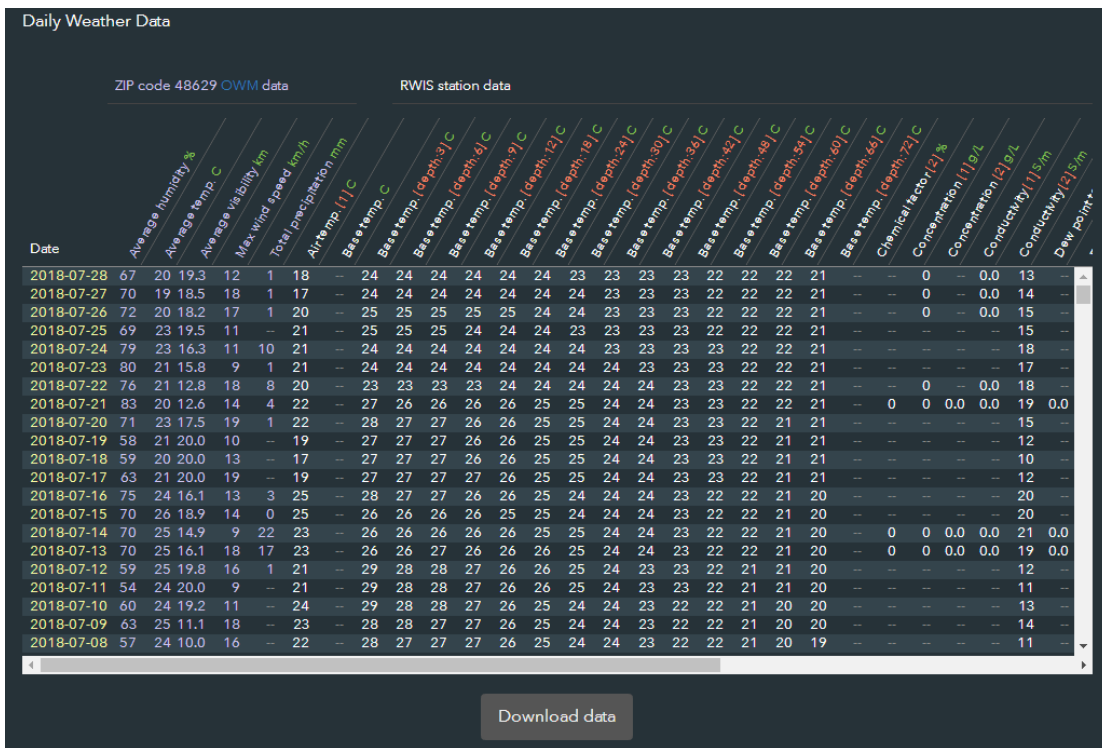 Daily Weather Data
ZIP code 48629 OWM data RWIS station data
Date Average humidity % Average temp. C Average visibility km Max wind speed km/h Total precipitation mm Air temp. [1] C Base temp. C Base temp. [depth:3] C Base temp. [depth:6] C Base temp. [depth:9] C Base temp. [depth:12] C Base temp. [depth:18] C Base temp. [depth:24] C Base temp. [depth:30] C Base temp. [depth:36] C Base temp. [depth:42] C Base temp. [depth:48] C Base temp. [depth:54] C Base temp. [depth:60] C Base temp. [depth:66] C Base temp. [depth:72] C Chemical factor [2] % Concentration [1] g/L Concentration [2] g/L Conductivity [1] S/m Conductivity [2] S/m Dew point
2018-07-28 67 20 19.3 12 1 18 -- 24 24 24 24 24 24 23 23 23 23 22 22 22 21 -- -- 0 -- 0.0 13 --
2018-07-27 70 19 18.5 18 1 17 -- 24 24 24 24 24 24 24 23 23 23 22 22 22 21 -- -- 0 -- 0.0 14 --
2018-07-26 72 20 18.2 17 1 20 -- 25 25 25 25 25 24 24 23 23 23 22 22 22 21 -- -- 0 -- 0.0 15 --
2018-07-25 69 23 19.5 11 -- 21 -- 25 25 25 24 24 24 23 23 23 23 22 22 22 21 -- -- -- -- -- 15 --
2018-07-24 79 23 16.3 11 10 21 -- 24 24 24 24 24 24 24 23 23 23 23 22 22 21 -- -- -- -- -- 18 --
2018-07-23 80 21 15.8 9 1 21 -- 24 24 24 24 24 24 24 24 23 23 23 22 22 21 -- -- -- -- -- 17 --
2018-07-22 76 21 12.8 18 8 20 -- 23 23 23 23 24 24 24 24 24 23 23 22 22 21 -- -- 0 -- 0.0 18 --
2018-07-21 83 20 12.6 14 4 22 -- 27 26 26 26 26 25 25 24 24 23 23 22 22 21 -- 0 0 0.0 0.0 19 0.0
2018-07-20 71 23 17.5 19 1 22 -- 28 27 27 26 26 25 25 24 24 23 23 22 21 21 -- -- -- -- -- 15 --
2018-07-19 58 21 20.0 10 -- 19 -- 27 27 27 26 26 25 25 24 24 23 23 22 21 21 -- -- -- -- -- 12 --
2018-07-18 59 20 20.0 13 -- 17 -- 27 27 27 26 26 25 25 24 24 23 23 22 21 21 -- -- -- -- -- 10 --
2018-07-17 63 21 20.0 19 -- 19 -- 27 27 27 26 26 25 25 24 24 23 23 22 21 21 -- -- -- -- -- 12 --
2018-07-16 75 24 16.1 13 3 25 -- 28 27 27 26 26 25 25 24 24 23 22 22 21 20 -- -- -- -- -- 20 --
2018-07-15 70 26 18.9 14 0 25 -- 26 26 26 26 26 25 25 24 24 23 22 22 21 20 -- -- -- -- -- 20 --
2018-07-14 70 25 14.9 9 22 23 -- 26 26 26 26 26 25 25 24 24 23 22 22 21 20 -- 0 0 0.0 0.0 21 0.0
2018-07-13 70 25 16.1 18 17 23 -- 26 26 27 26 26 25 25 24 24 23 22 22 21 20 -- 0 0 0.0 0.0 19 0.0
2018-07-12 59 25 19.8 16 1 21 -- 29 28 28 27 26 26 25 24 23 23 22 21 21 20 -- -- -- -- -- 12 --
2018-07-11 54 24 20.0 9 -- 21 -- 29 28 28 27 26 25 25 24 23 23 22 21 21 20 -- -- -- -- -- 11 --
2018-07-10 60 24 19.2 11 -- 24 -- 29 28 28 27 26 25 24 24 23 22 22 21 20 20 -- -- -- -- -- 13 --
2018-07-09 63 25 11.1 18 -- 23 -- 28 28 27 27 26 25 24 24 23 22 22 21 20 20 -- -- -- -- -- 14 --
2018-07-08 57 24 10.0 16 -- 22 -- 28 27 27 27 26 25 24 24 23 22 22 21 20 19 -- -- -- -- -- 11 --
Download data